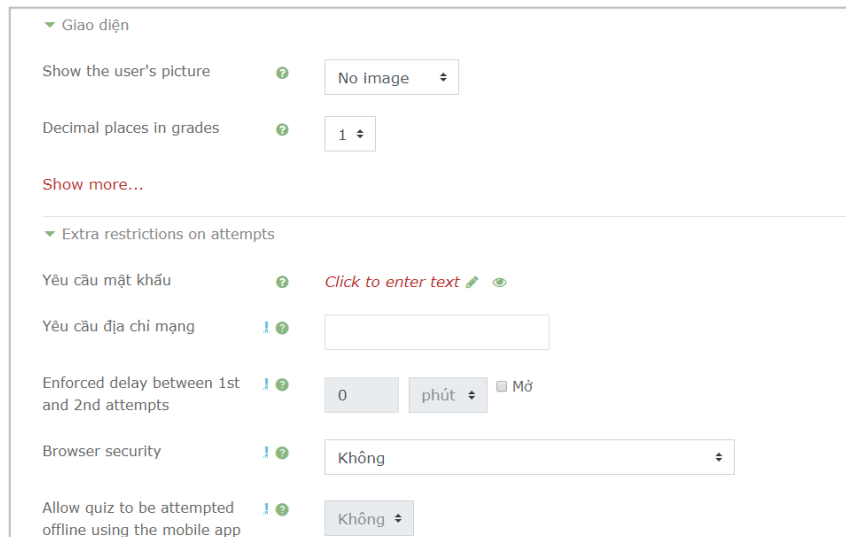 Giao diện
Show the user's picture
No image
Decimal places in grades
1
Show more...
Extra restrictions on attempts
Yêu cầu mật khẩu
Click to enter text
Yêu cầu địa chỉ mạng
Enforced delay between 1st
and 2nd attempts
0 phút Mở
Browser security
Không
Allow quiz to be attempted
offline using the mobile app
Không